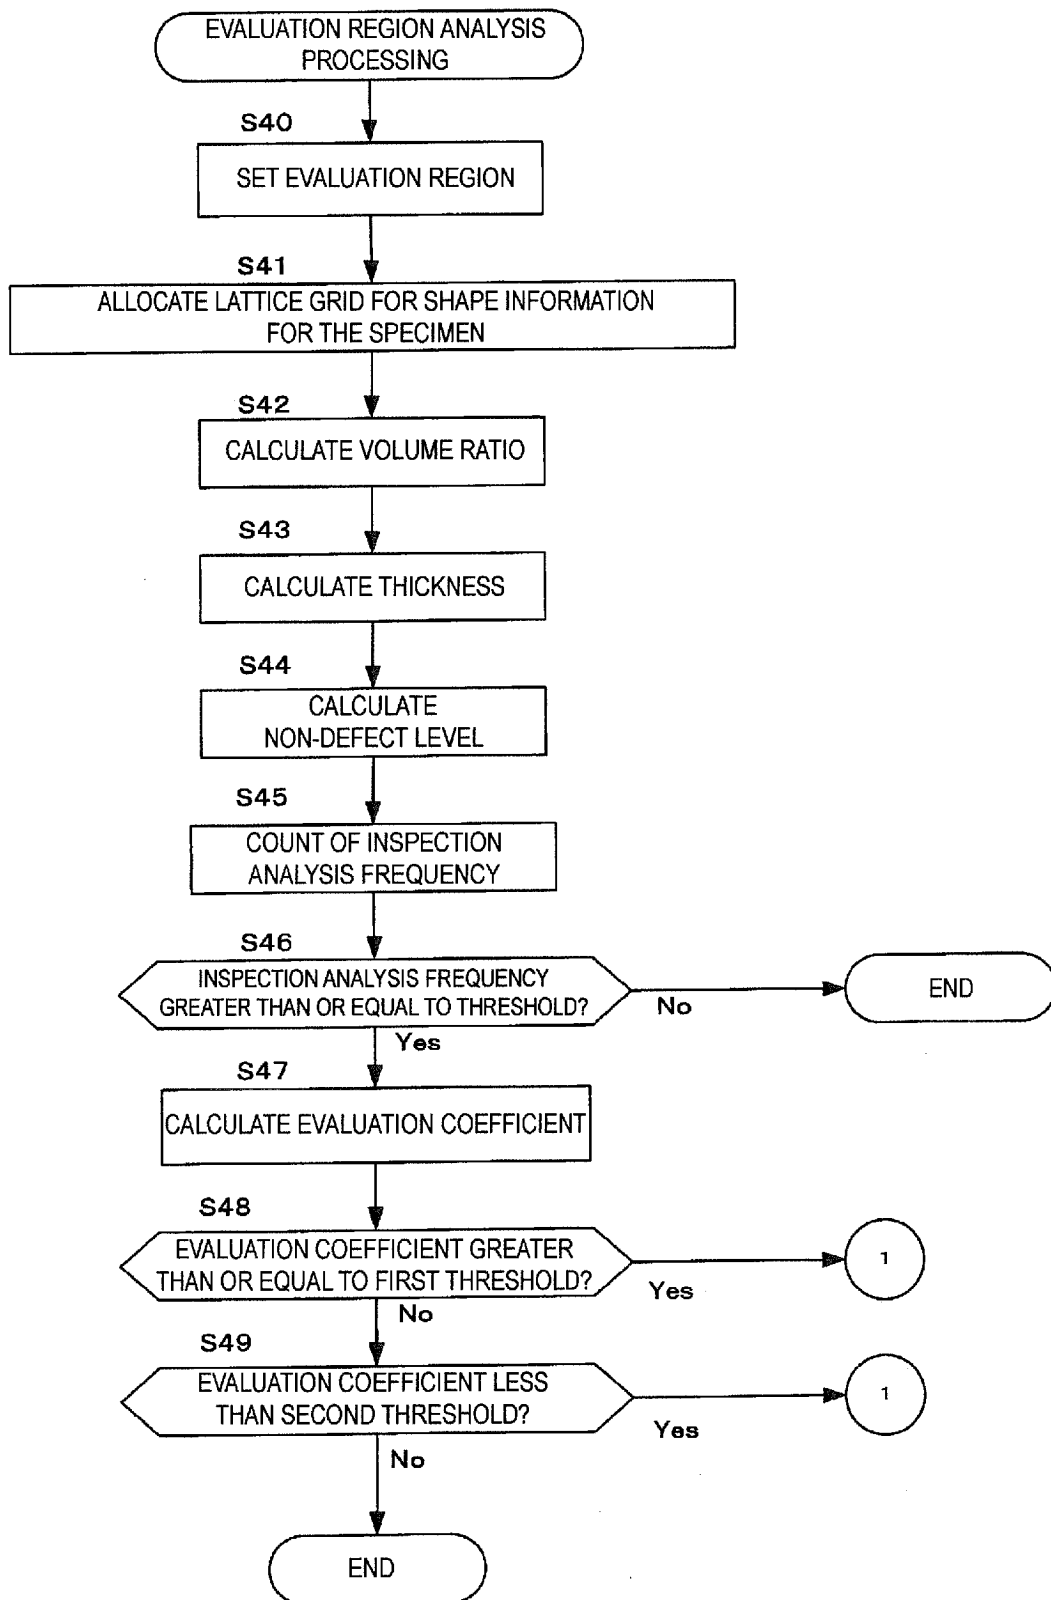 EVALUATION REGION ANALYSIS
PROCESSING
S40
SET EVALUATION REGION
S41
ALLOCATE LATTICE GRID FOR SHAPE INFORMATION
FOR THE SPECIMEN
S42
CALCULATE VOLUME RATIO
S43
CALCULATE THICKNESS
S44
CALCULATE
NON-DEFECT LEVEL
S45
COUNT OF INSPECTION
ANALYSIS FREQUENCY
S46
INSPECTION ANALYSIS FREQUENCY
GREATER THAN OR EQUAL TO THRESHOLD?
No
END
Yes
S47
CALCULATE EVALUATION COEFFICIENT
S48
EVALUATION COEFFICIENT GREATER
THAN OR EQUAL TO FIRST THRESHOLD?
Yes
1
No
S49
EVALUATION COEFFICIENT LESS
THAN SECOND THRESHOLD?
Yes
1
No
END